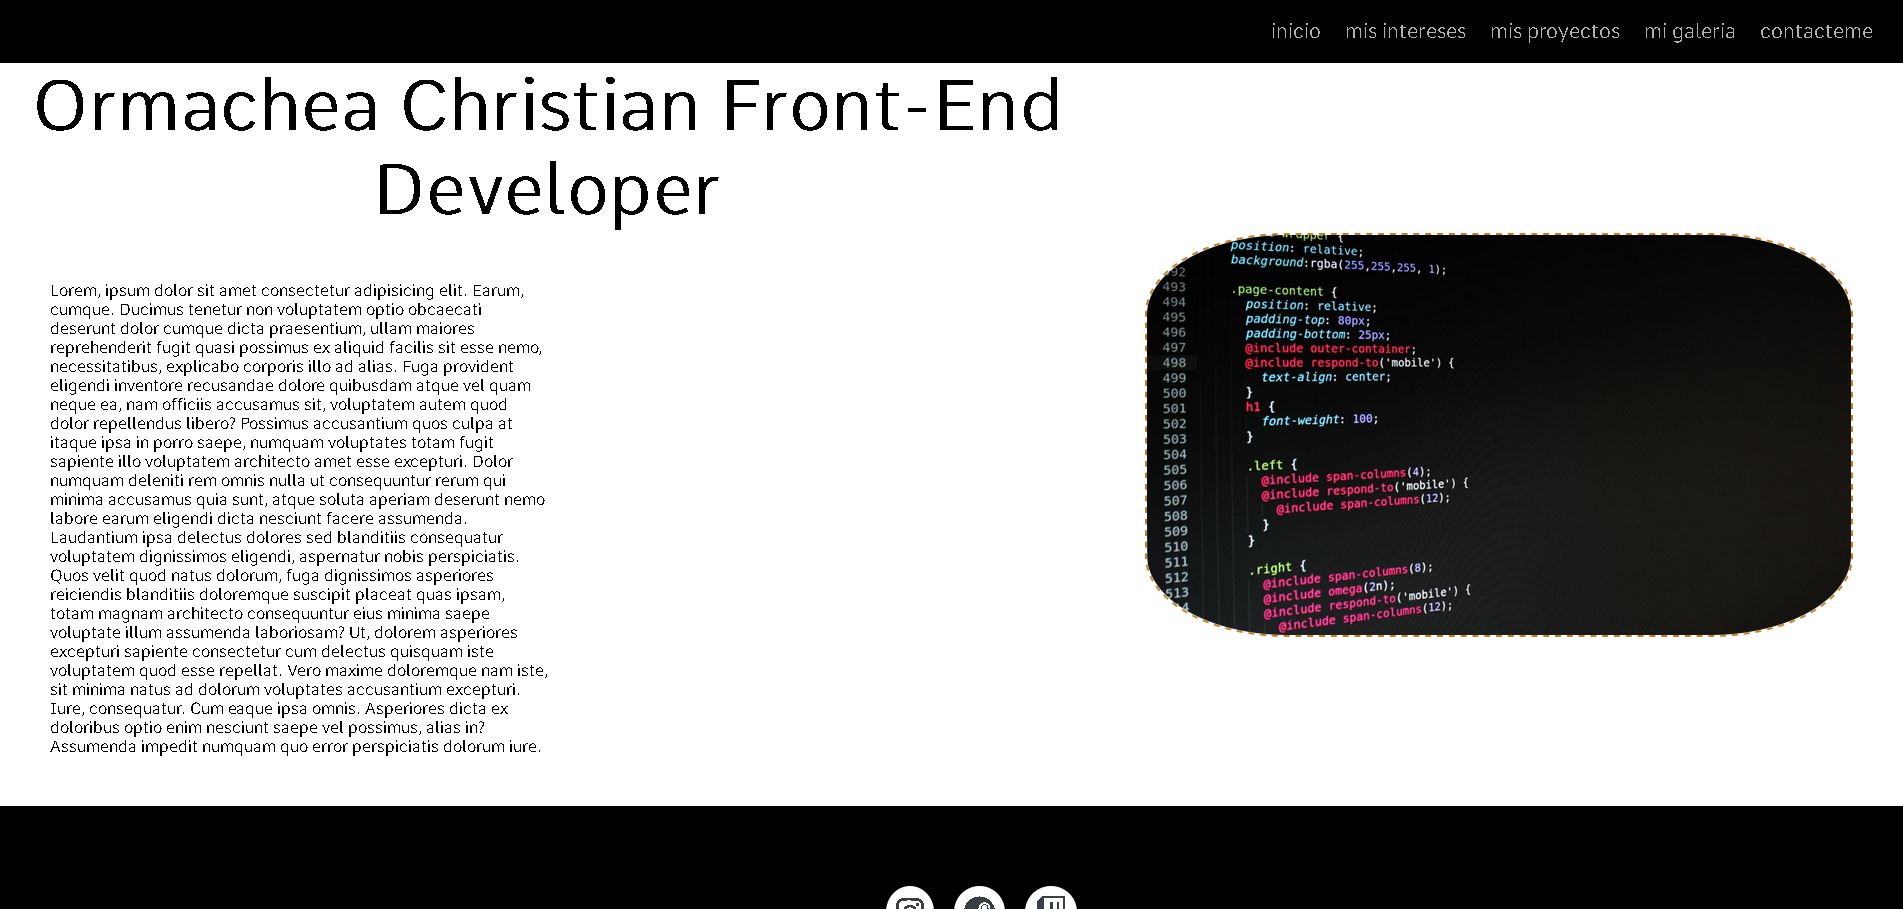 inicio mis intereses mis proyectos mi galeria contacteme
Ormachea Christian Front-End
Developer
Lorem, ipsum dolor sit amet consectetur adipisicing elit. Earum,
cumque. Ducimus tenetur non voluptatem optio obcaecati
deserunt dolor cumque dicta praesentium, ullam maiores
reprehenderit fugit quasi possimus ex aliquid facilis sit esse nemo,
necessitatibus, explicabo corporis illo ad alias. Fuga provident
eligendi inventore recusandae dolore quibusdam atque vel quam
neque ea, nam officiis accusamus sit, voluptatem autem quod
dolor repellendus libero? Possimus accusantium quos culpa at
itaque ipsa in porro saepe, numquam voluptates totam fugit
sapiente illo voluptatem architecto amet esse excepturi. Dolor
numquam deleniti rem omnis nulla ut consequuntur rerum qui
minima accusamus quia sunt, atque soluta aperiam deserunt nemo
labore earum eligendi dicta nesciunt facere assumenda.
Laudantium ipsa delectus dolores sed blanditiis consequatur
voluptatem dignissimos eligendi, aspernatur nobis perspiciatis.
Quos velit quod natus dolorum, fuga dignissimos asperiores
reiciendis blanditiis doloremque suscipit placeat quas ipsam,
totam magnam architecto consequuntur eius minima saepe
voluptate illum assumenda laboriosam? Ut, dolorem asperiores
excepturi sapiente consectetur cum delectus quisquam iste
voluptatem quod esse repellat. Vero maxime doloremque nam iste,
sit minima natus ad dolorum voluptates accusantium excepturi.
Iure, consequatur. Cum eaque ipsa omnis. Asperiores dicta ex
doloribus optio enim nesciunt saepe vel possimus, alias in?
Assumenda impedit numquam quo error perspiciatis dolorum iure.
position: relative;
background:rgba(255,255,255, 1);
493 .page-content {
494 position: relative;
495 padding-top: 80px;
496 padding-bottom: 25px;
497 @include outer-container;
498 @include respond-to('mobile') {
499 text-align: center;
500 }
501 h1 {
502 font-weight: 100;
503 }
504
505 .left {
506 @include span-columns(4);
507 @include respond-to('mobile') {
508 @include span-columns(12);
509 }
510 }
511
512 .right {
513 @include span-columns(8);
@include omega(2n);
@include respond-to('mobile') {
@include span-columns(12);